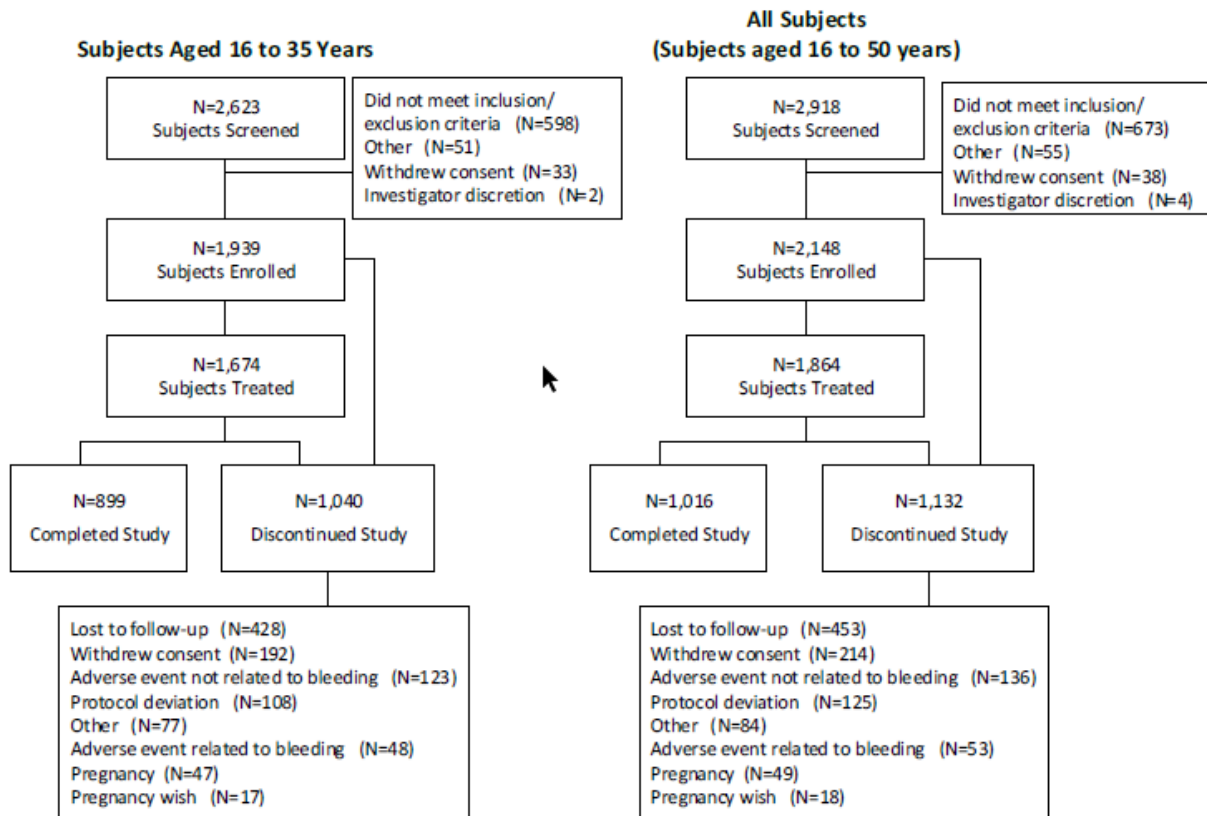 Subjects Aged 16 to 35 Years
N=2,623
Subjects Screened
Did not meet inclusion/
exclusion criteria (N=598)
Other (N=51)
Withdrew consent (N=33)
Investigator discretion (N=2)
N=1,939
Subjects Enrolled
N=1,674
Subjects Treated
N=899
Completed Study
N=1,040
Discontinued Study
Lost to follow-up (N=428)
Withdrew consent (N=192)
Adverse event not related to bleeding (N=123)
Protocol deviation (N=108)
Other (N=77)
Adverse event related to bleeding (N=48)
Pregnancy (N=47)
Pregnancy wish (N=17)
All Subjects
(Subjects aged 16 to 50 years)
N=2,918
Subjects Screened
Did not meet inclusion/
exclusion criteria (N=673)
Other (N=55)
Withdrew consent (N=38)
Investigator discretion (N=4)
N=2,148
Subjects Enrolled
N=1,864
Subjects Treated
N=1,016
Completed Study
N=1,132
Discontinued Study
Lost to follow-up (N=453)
Withdrew consent (N=214)
Adverse event not related to bleeding (N=136)
Protocol deviation (N=125)
Other (N=84)
Adverse event related to bleeding (N=53)
Pregnancy (N=49)
Pregnancy wish (N=18)